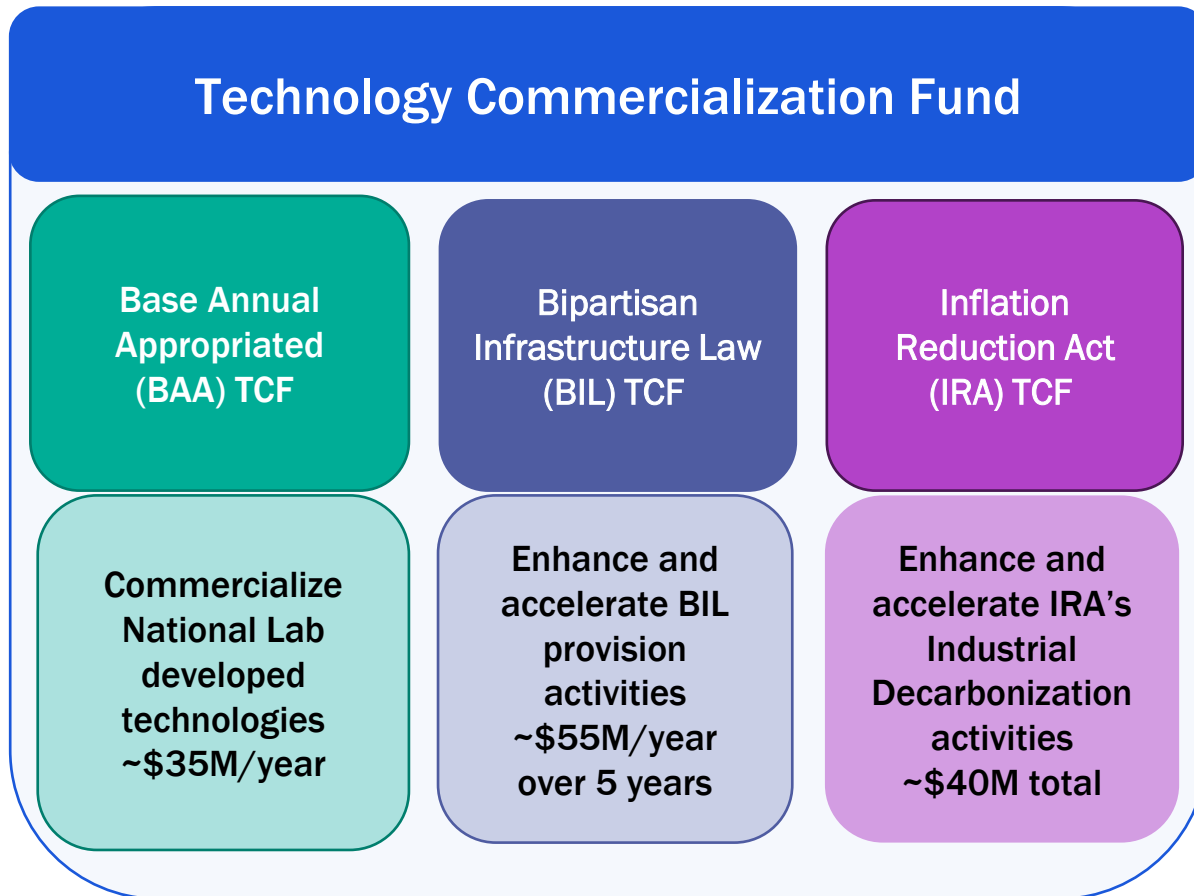 Technology Commercialization Fund
Base Annual
Appropriated
(BAA) TCF
Bipartisan
Infrastructure Law
(BIL) TCF
Inflation
Reduction Act
(IRA) TCF
Commercialize
National Lab
developed
technologies
~$35M/year
Enhance and
accelerate BIL
provision
activities
~$55M/year
over 5 years
Enhance and
accelerate IRA’s
Industrial
Decarbonization
activities
~$40M total